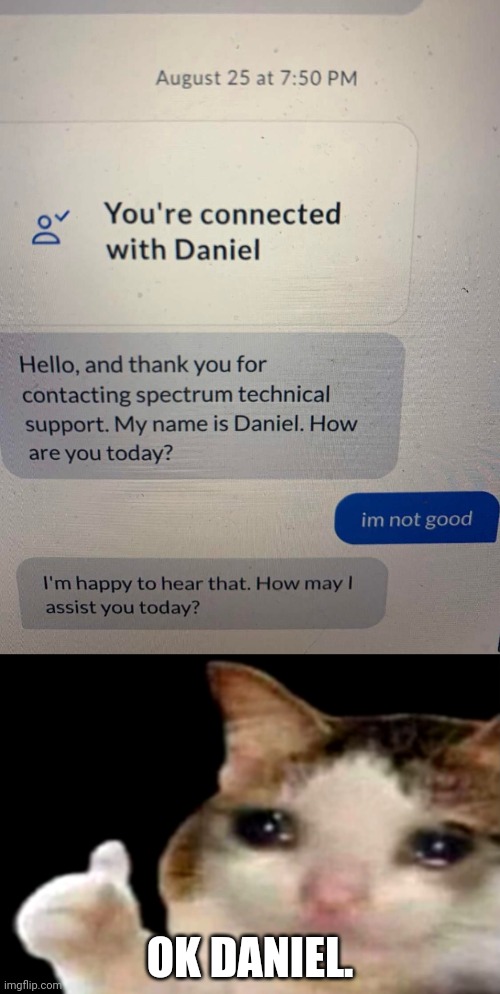 August 25 at 7:50 PM
You're connected
with Daniel
Hello, and thank you for
contacting spectrum technical
support. My name is Daniel. How
are you today?
im not good
I'm happy to hear that. How may I
assist you today?
OK DANIEL.
imgflip.com